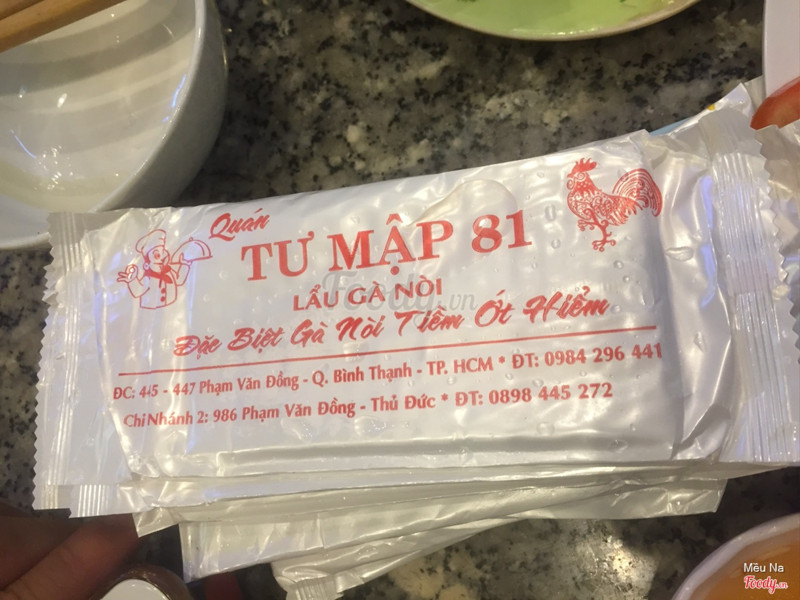 Quán
TƯ MẬP 81
LẨU GÀ NÒI
Đặc Biệt Gà Nòi Tiềm Ớt Hiểm
ĐC: 445 - 447 Phạm Văn Đồng - Q. Bình Thạnh - TP. HCM * ĐT: 0984 296 441
Chi Nhánh 2: 986 Phạm Văn Đồng - Thủ Đức * ĐT: 0898 445 272
Foody.vn
Mều Na
Foody.vn